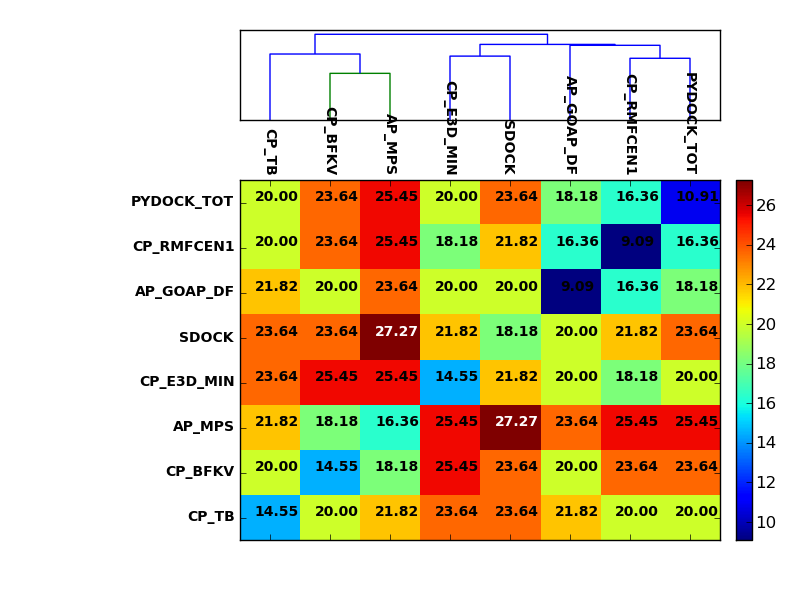 CP_TB CP_BFKV AP_MPS CP_E3D_MIN SDOCK AP_GOAP_DF CP_RMFCEN1 PYDOCK_TOT
PYDOCK_TOT 20.00 23.64 25.45 20.00 23.64 18.18 16.36 10.91
CP_RMFCEN1 20.00 23.64 25.45 18.18 21.82 16.36 9.09 16.36
AP_GOAP_DF 21.82 20.00 23.64 20.00 20.00 9.09 16.36 18.18
SDOCK 23.64 23.64 27.27 21.82 18.18 20.00 21.82 23.64
CP_E3D_MIN 23.64 25.45 25.45 14.55 21.82 20.00 18.18 20.00
AP_MPS 21.82 18.18 16.36 25.45 27.27 23.64 25.45 25.45
CP_BFKV 20.00 14.55 18.18 25.45 23.64 20.00 23.64 23.64
CP_TB 14.55 20.00 21.82 23.64 23.64 21.82 20.00 20.00
26
24
22
20
18
16
14
12
10